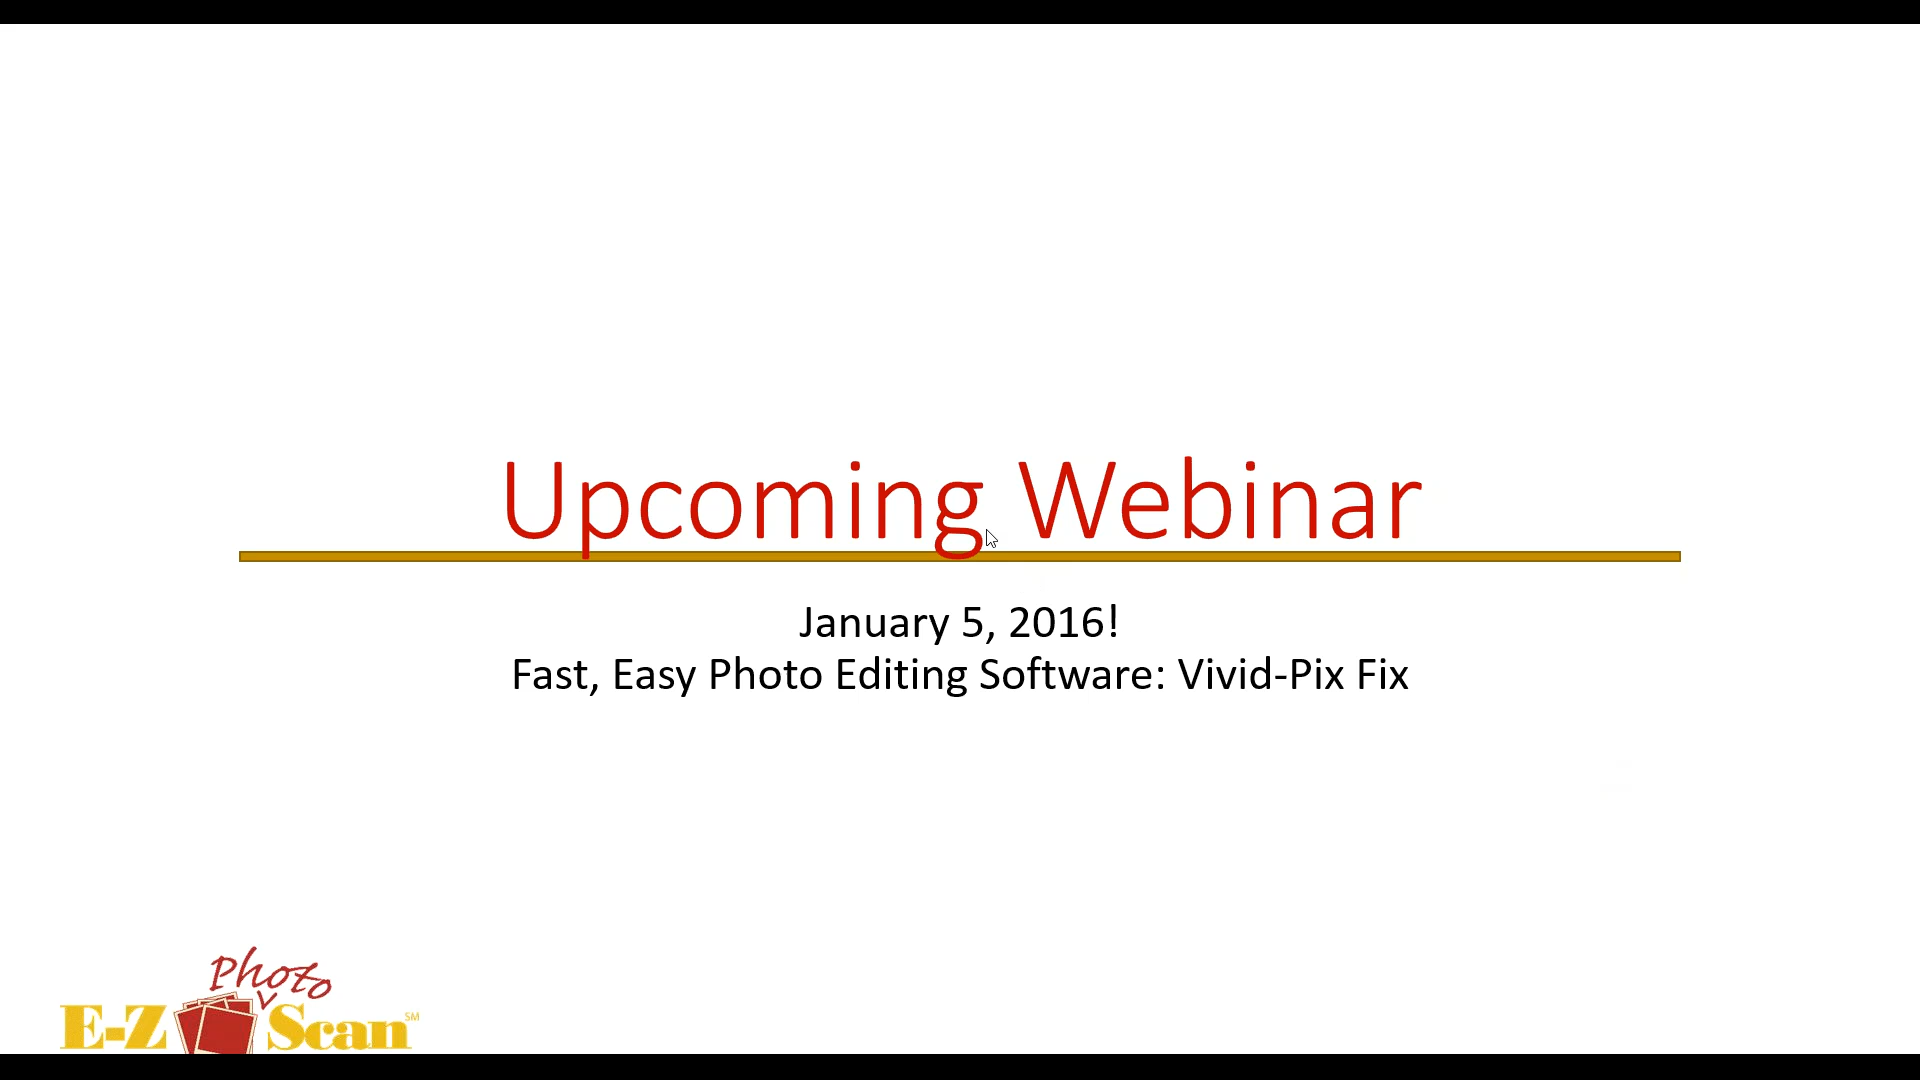 Upcoming Webinar
January 5, 2016!
Fast, Easy Photo Editing Software: Vivid-Pix Fix
Photo
E-Z Scan SM